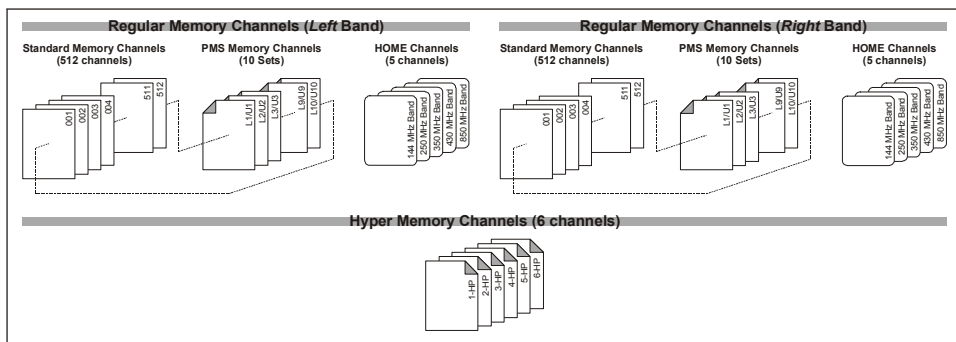 Regular Memory Channels (Left Band)
Standard Memory Channels
(512 channels)
PMS Memory Channels
(10 Sets)
HOME Channels
(5 channels)
001
002
003
004
511
512
L1/U1
L2/U2
L3/U3
L9/U9
L10/U10
144 MHz Band
250 MHz Band
350 MHz Band
430 MHz Band
850 MHz Band
Regular Memory Channels (Right Band)
Standard Memory Channels
(512 channels)
PMS Memory Channels
(10 Sets)
HOME Channels
(5 channels)
001
002
003
004
511
512
L1/U1
L2/U2
L3/U3
L9/U9
L10/U10
144 MHz Band
250 MHz Band
350 MHz Band
430 MHz Band
850 MHz Band
Hyper Memory Channels (6 channels)
1-HP
2-HP
3-HP
4-HP
5-HP
6-HP